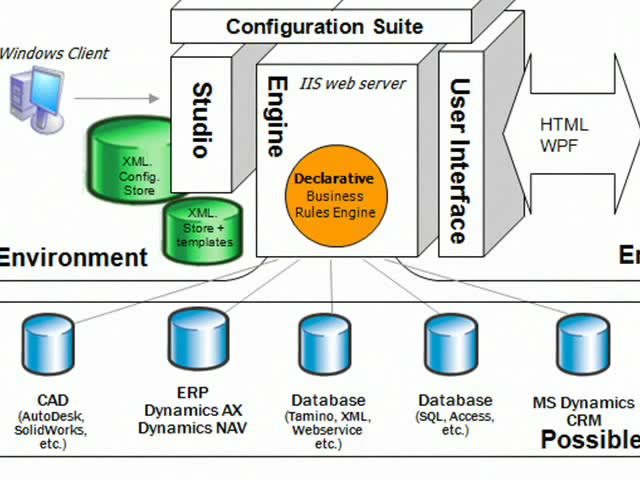 Configuration Suite
Windows Client
Studio
Engine
IIS web server
User Interface
HTML
WPF
XML.
Config.
Store
Declarative
Business
Rules Engine
XML.
Store +
templates
Environment
En
CAD
(AutoDesk,
SolidWorks,
etc.)
ERP
Dynamics AX
Dynamics NAV
Database
(Tamino, XML,
Webservice
etc.)
Database
(SQL, Access,
etc.)
MS Dynamics
CRM
Possible